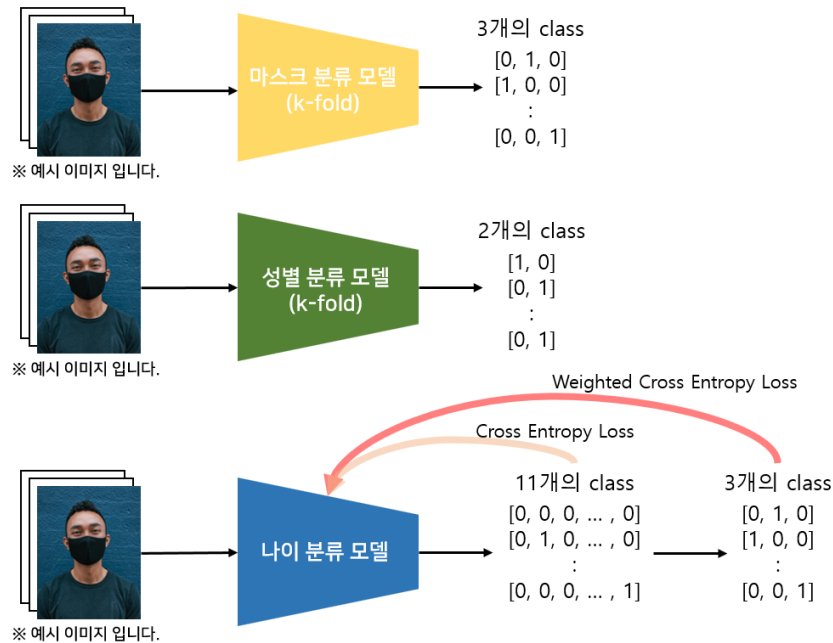 3개의 class
[0, 1, 0]
[1, 0, 0]
:
[0, 0, 1]
마스크 분류 모델
(k-fold)
※ 예시 이미지 입니다.
2개의 class
[1, 0]
[0, 1]
:
[0, 1]
성별 분류 모델
(k-fold)
※ 예시 이미지 입니다.
Weighted Cross Entropy Loss
Cross Entropy Loss
11개의 class
[0, 0, 0, ... , 0]
[0, 1, 0, ... , 0]
:
[0, 0, 0, ... , 1]
3개의 class
[0, 1, 0]
[1, 0, 0]
:
[0, 0, 1]
나이 분류 모델
※ 예시 이미지 입니다.